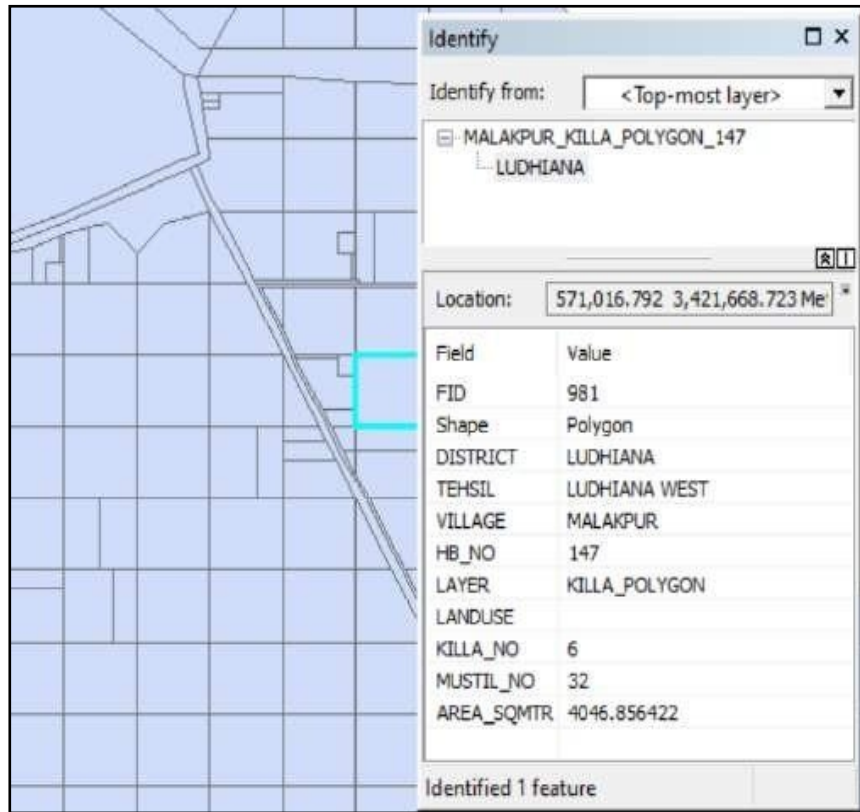 Identify
Identify from: <Top-most layer>
MALAKPUR_KILLA_POLYGON_147
LUDHIANA
Location: 571,016.792 3,421,668.723 Me
Field Value
FID 981
Shape Polygon
DISTRICT LUDHIANA
TEHSIL LUDHIANA WEST
VILLAGE MALAKPUR
HB_NO 147
LAYER KILLA_POLYGON
LANDUSE
KILLA_NO 6
MUSTIL_NO 32
AREA_SQMTR 4046.856422
Identified 1 feature